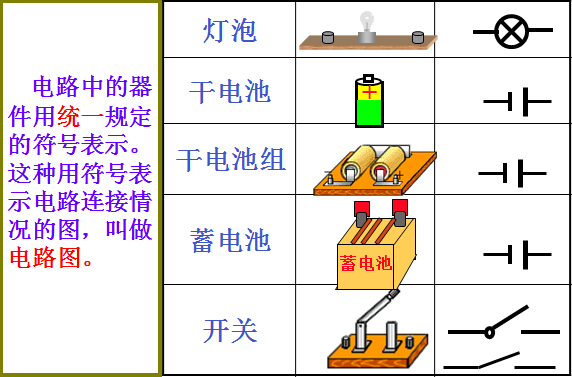 电路中的器
件用统一规定
的符号表示。
这种用符号表
示电路连接情
况的图，叫做
电路图。
灯泡
干电池
+
干电池组
蓄电池
蓄电池
开关